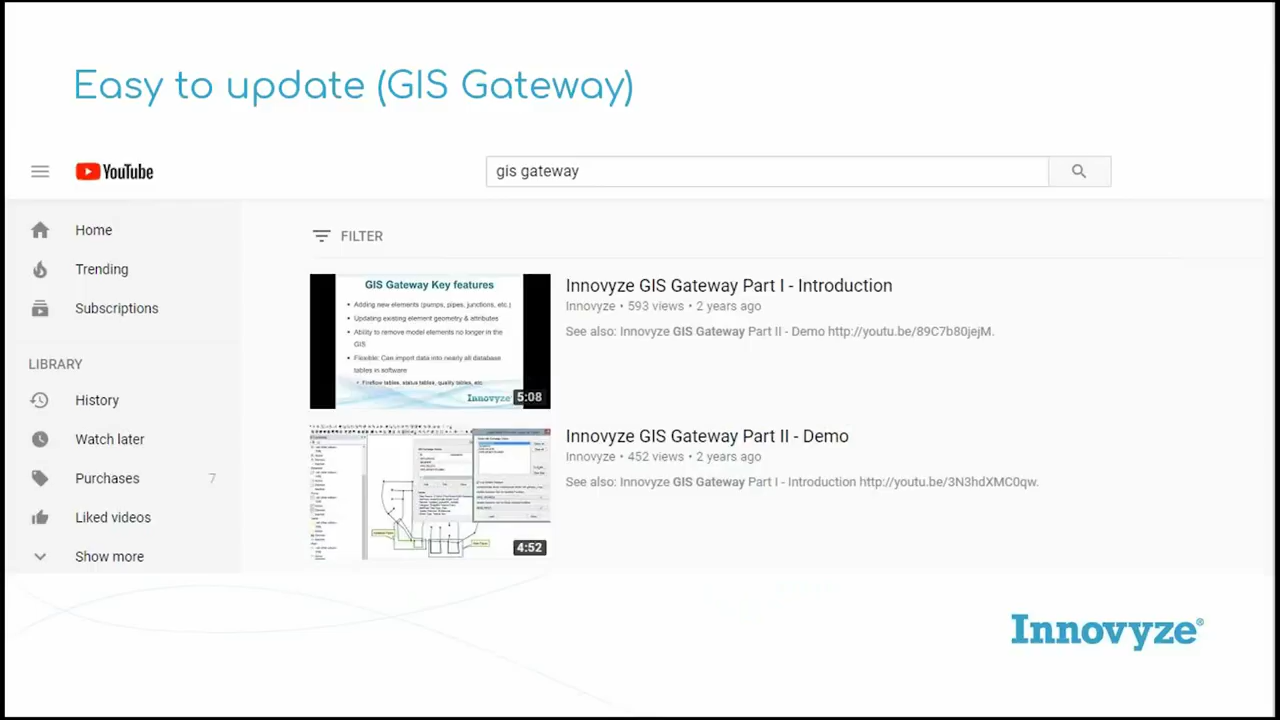 Easy to update (GIS Gateway)
YouTube
gis gateway
Home
Trending
Subscriptions
LIBRARY
History
Watch later
Purchases 7
Liked videos
Show more
FILTER
GIS Gateway Key features
• Adding new elements (pumps, pipes, junctions, etc.)
• Updating existing element geometry & attributes
• Ability to remove model elements no longer in the
GIS
• Flexible: Can import data into nearly all database
tables in software
• Fireflow tables, status tables, quality tables, etc.
Innovyze
5:08
Innovyze GIS Gateway Part I - Introduction
Innovyze • 593 views • 2 years ago
See also: Innovyze GIS Gateway Part II - Demo http://youtu.be/89C7b80jejM.
4:52
Innovyze GIS Gateway Part II - Demo
Innovyze • 452 views • 2 years ago
See also: Innovyze GIS Gateway Part I - Introduction http://youtu.be/3N3hdXMC0qw.
Innovyze®